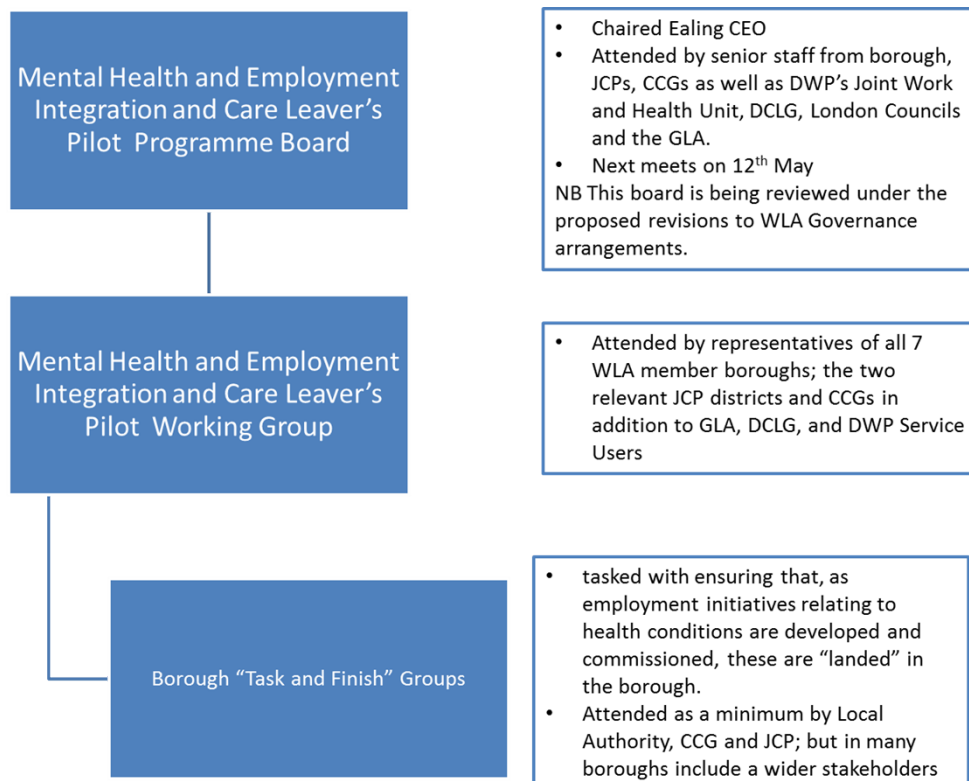 Mental Health and Employment
Integration and Care Leaver's
Pilot  Programme Board
• Chaired Ealing CEO
• Attended by senior staff from borough,
JCPs, CCGs as well as DWP's Joint Work
and Health Unit, DCLG, London Councils
and the GLA.
• Next meets on 12th May
NB This board is being reviewed under the
proposed revisions to WLA Governance
arrangements.
Mental Health and Employment
Integration and Care Leaver's
Pilot  Working Group
• Attended by representatives of all 7
WLA member boroughs; the two
relevant JCP districts and CCGs in
addition to GLA, DCLG, and DWP Service
Users
Borough “Task and Finish” Groups
• tasked with ensuring that, as
employment initiatives relating to
health conditions are developed and
commissioned, these are “landed” in
the borough.
• Attended as a minimum by Local
Authority, CCG and JCP; but in many
boroughs include a wider stakeholders